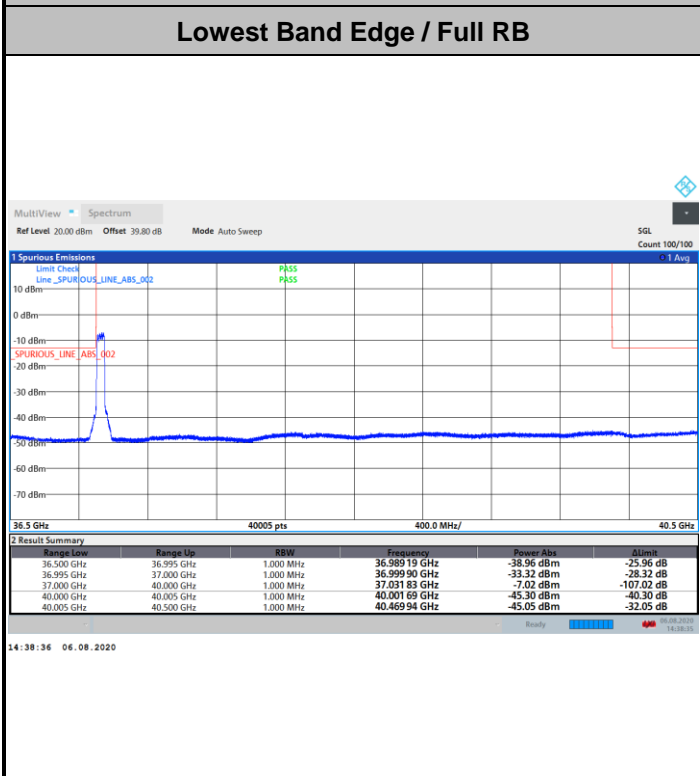 Lowest Band Edge / Full RB
MultiView Spectrum
Ref Level 20.00 dBm Offset 39.80 dB Mode Auto Sweep SGL
Count 100/100
1 Spurious Emissions 1 Avg
Limit Check PASS
Line _SPURIOUS_LINE_ABS_002 PASS
10 dBm
0 dBm
-10 dBm
_SPURIOUS_LINE_ABS_002
-20 dBm
-30 dBm
-40 dBm
-50 dBm
-60 dBm
-70 dBm
36.5 GHz 40005 pts 400.0 MHz/ 40.5 GHz
2 Result Summary
Range Low Range Up RBW Frequency Power Abs ΔLimit
36.500 GHz 36.995 GHz 1.000 MHz 36.989 19 GHz -38.96 dBm -25.96 dB
36.995 GHz 37.000 GHz 1.000 MHz 36.999 90 GHz -33.32 dBm -28.32 dB
37.000 GHz 40.000 GHz 1.000 MHz 37.031 83 GHz -7.02 dBm -107.02 dB
40.000 GHz 40.005 GHz 1.000 MHz 40.001 69 GHz -45.30 dBm -40.30 dB
40.005 GHz 40.500 GHz 1.000 MHz 40.469 94 GHz -45.05 dBm -32.05 dB
Ready 06.08.2020
14:38:35
14:38:36 06.08.2020